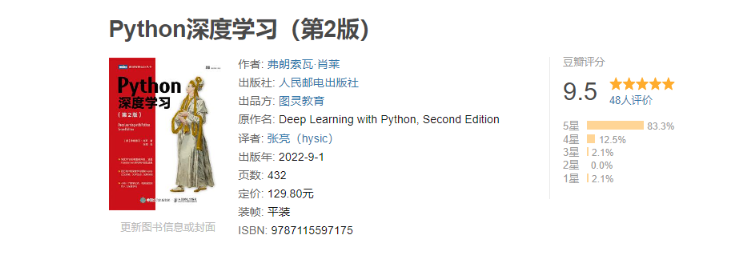 Python深度学习（第2版）
Python
深度学习
（第2版）
作者: 弗朗索瓦·肖莱
出版社: 人民邮电出版社
出品方: 图灵教育
原作名: Deep Learning with Python, Second Edition
译者: 张亮（hysic）
出版年: 2022-9-1
页数: 432
定价: 129.80元
装帧: 平装
ISBN: 9787115597175
更新图书信息或封面
豆瓣评分
9.5
48人评价
5星 83.3%
4星 12.5%
3星 2.1%
2星 0.0%
1星 2.1%